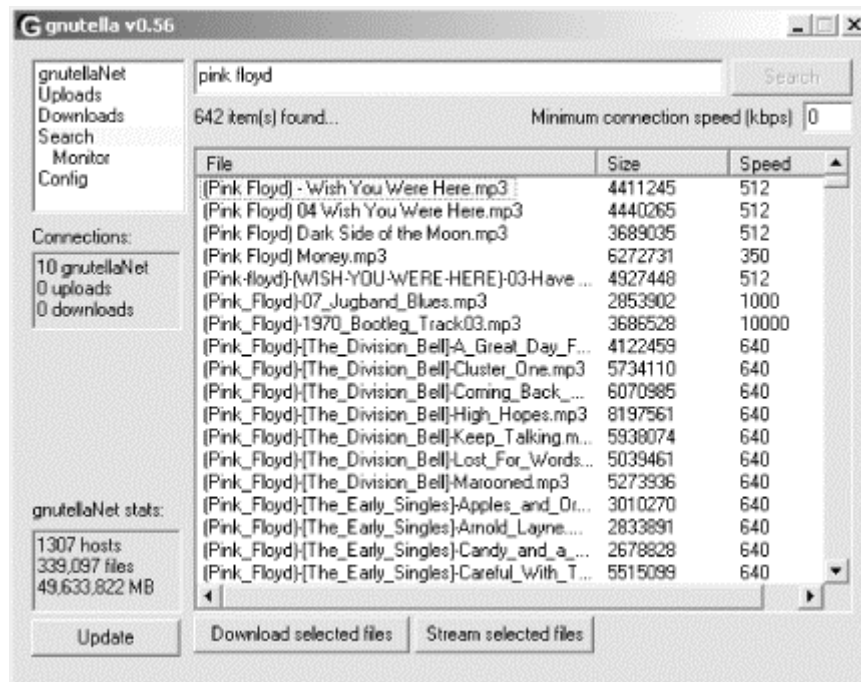 gnutella v0.56
gnutellaNet
Uploads
Downloads
Search
Monitor
Config
Connections:
10 gnutellaNet
0 uploads
0 downloads
gnutellaNet stats:
1307 hosts
339,097 files
49,633,822 MB
Update
pink floyd
Search
642 item(s) found...
Minimum connection speed (kbps) 0
File Size Speed
(Pink Floyd) - Wish You Were Here.mp3 4411245 512
(Pink Floyd) 04 Wish You Were Here.mp3 4440265 512
(Pink Floyd) Dark Side of the Moon.mp3 3689035 512
(Pink Floyd) Money.mp3 6272731 350
(Pink-floyd)-(WISH-YOU-WERE-HERE)-03-Have ... 4927448 512
(Pink_Floyd)-07_Jugband_Blues.mp3 2853902 1000
(Pink_Floyd)-1970_Bootleg_Track03.mp3 3686528 10000
(Pink_Floyd)-[The_Division_Bell]-A_Great_Day_F... 4122459 640
(Pink_Floyd)-[The_Division_Bell]-Cluster_One.mp3 5734110 640
(Pink_Floyd)-[The_Division_Bell]-Coming_Back_... 6070985 640
(Pink_Floyd)-[The_Division_Bell]-High_Hopes.mp3 8197561 640
(Pink_Floyd)-[The_Division_Bell]-Keep_Talking.m... 5938074 640
(Pink_Floyd)-[The_Division_Bell]-Lost_For_Words... 5039461 640
(Pink_Floyd)-[The_Division_Bell]-Marooned.mp3 5273936 640
(Pink_Floyd)-[The_Early_Singles]-Apples_and_Or... 3010270 640
(Pink_Floyd)-[The_Early_Singles]-Arnold_Layne.... 2833891 640
(Pink_Floyd)-[The_Early_Singles]-Candy_and_a_... 2678828 640
(Pink_Floyd)-[The_Early_Singles]-Careful_With_T... 5515099 640
Download selected files
Stream selected files